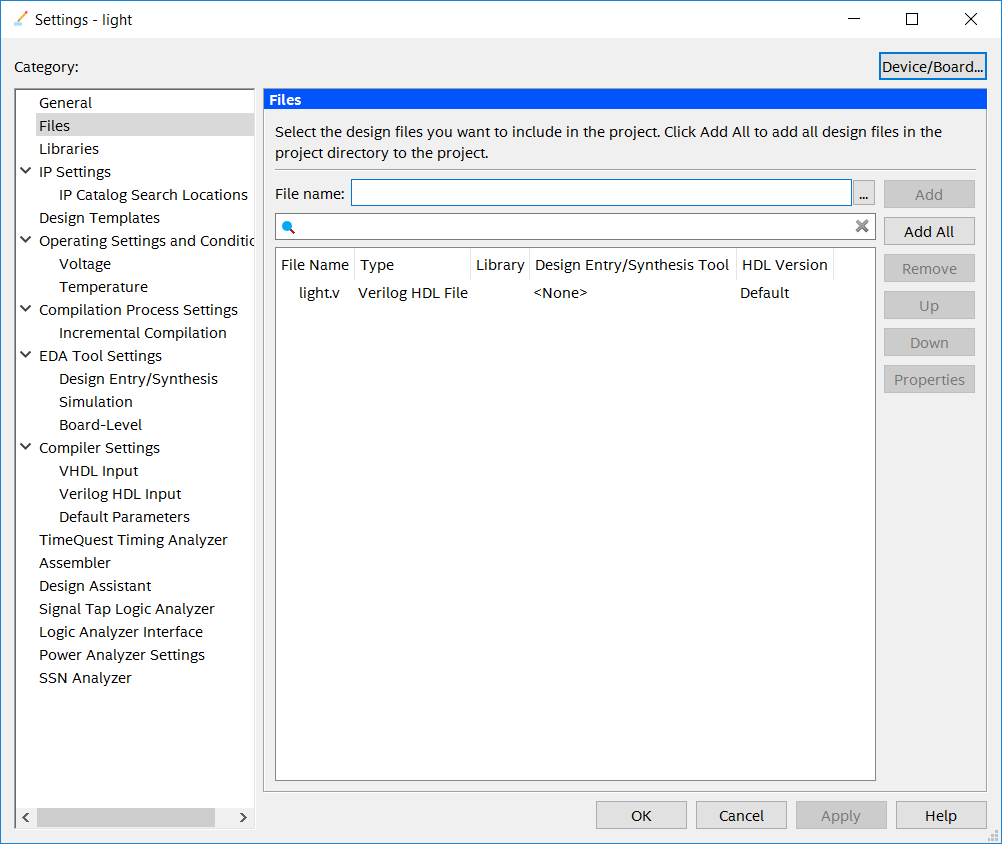 Settings - light
Category:
Device/Board...
General
Files
Libraries
IP Settings
IP Catalog Search Locations
Design Templates
Operating Settings and Conditic
Voltage
Temperature
Compilation Process Settings
Incremental Compilation
EDA Tool Settings
Design Entry/Synthesis
Simulation
Board-Level
Compiler Settings
VHDL Input
Verilog HDL Input
Default Parameters
TimeQuest Timing Analyzer
Assembler
Design Assistant
Signal Tap Logic Analyzer
Logic Analyzer Interface
Power Analyzer Settings
SSN Analyzer
Files
Select the design files you want to include in the project. Click Add All to add all design files in the
project directory to the project.
File name: ... Add
Add All
File Name Type Library Design Entry/Synthesis Tool HDL Version
light.v Verilog HDL File <None> Default
Remove
Up
Down
Properties
OK Cancel Apply Help